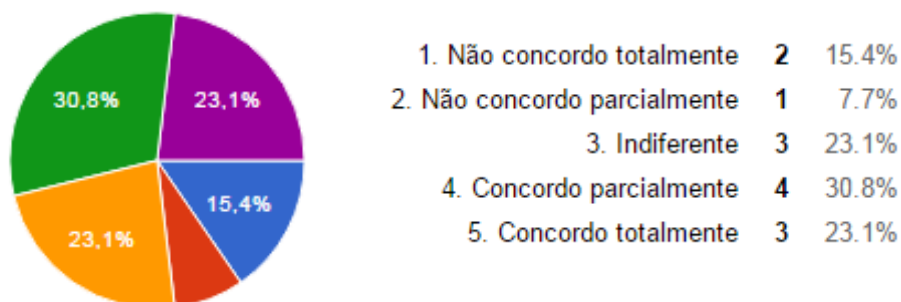 30,8%
23,1%
15,4%
23,1%
1. Não concordo totalmente 2 15.4%
2. Não concordo parcialmente 1 7.7%
3. Indiferente 3 23.1%
4. Concordo parcialmente 4 30.8%
5. Concordo totalmente 3 23.1%